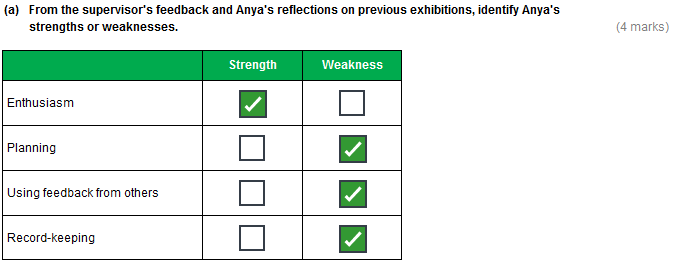 (a) From the supervisor's feedback and Anya's reflections on previous exhibitions, identify Anya's
strengths or weaknesses. (4 marks)
Strength Weakness
Enthusiasm
Planning
Using feedback from others
Record-keeping